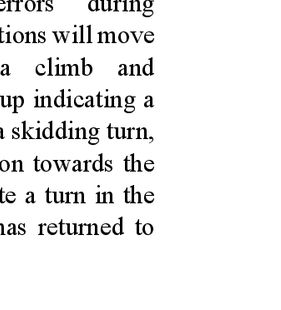 errors during
tions will move
a climb and
up indicating a
a skidding turn,
on towards the
te a turn in the
has returned to